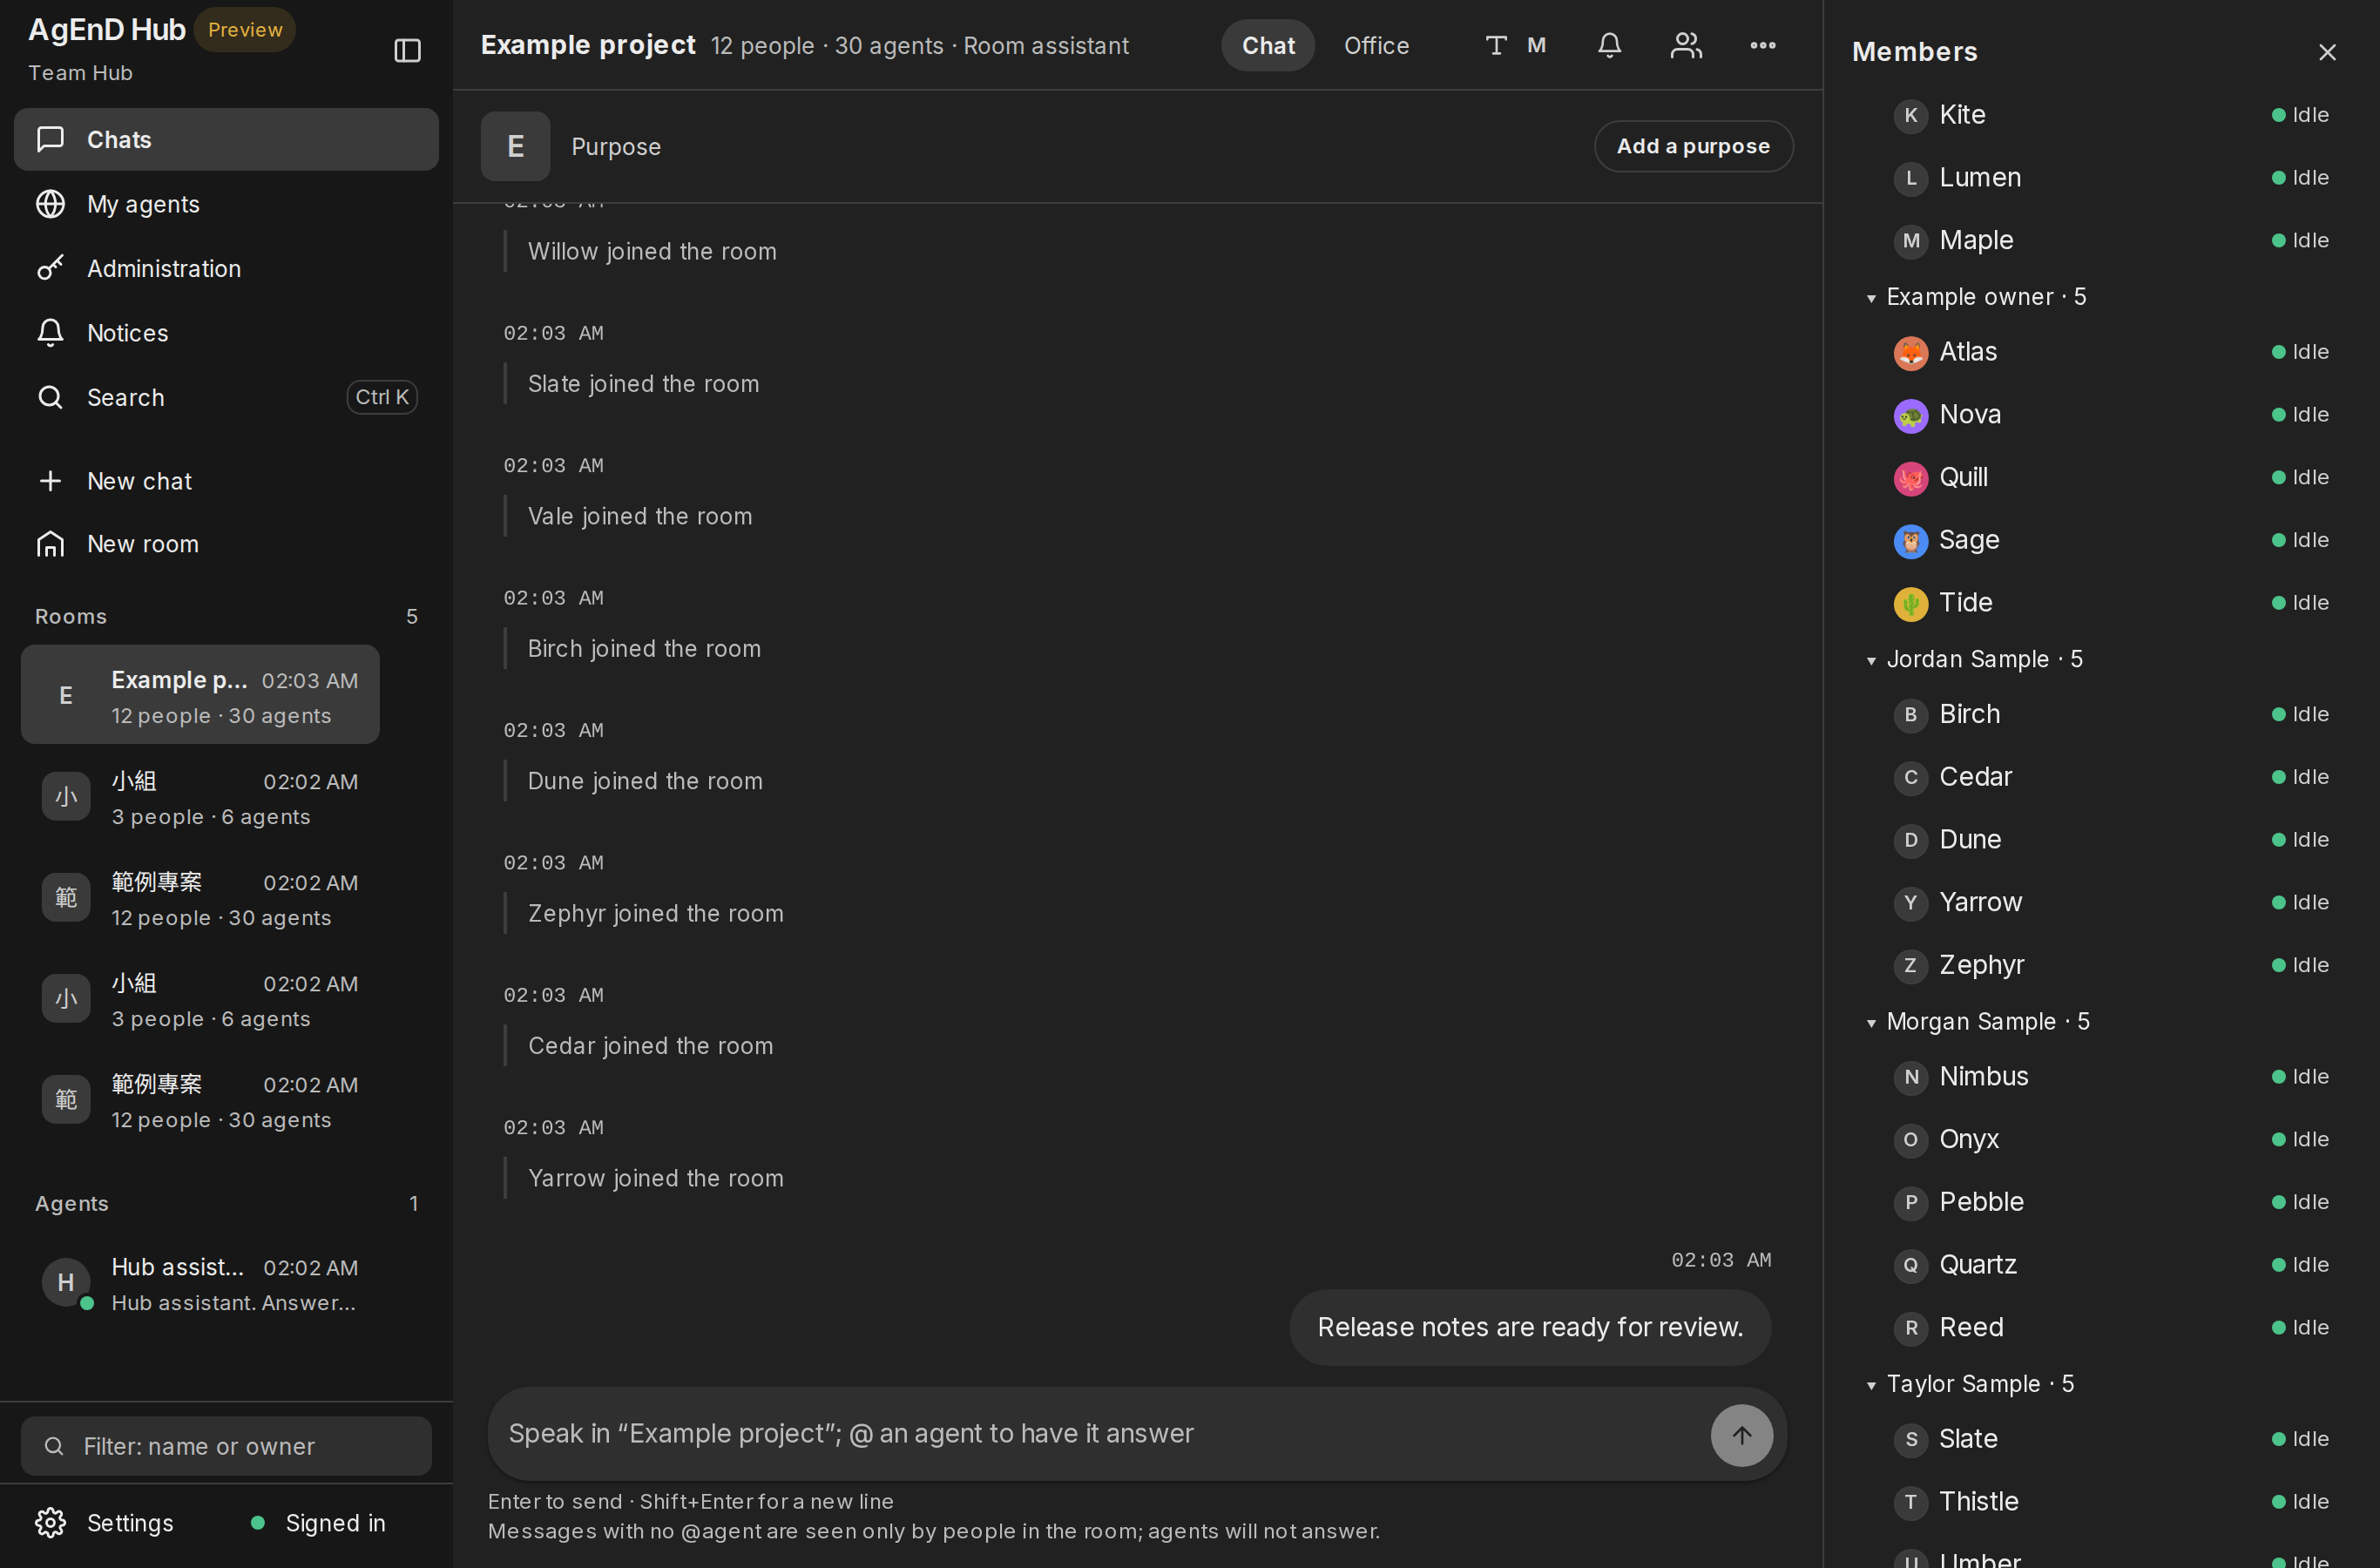 AgEnD Hub Preview
Team Hub
Chats
My agents
Administration
Notices
Search Ctrl K
New chat
New room
Rooms 5
E Example p... 02:03 AM
12 people · 30 agents
小 小組 02:02 AM
3 people · 6 agents
範 範例專案 02:02 AM
12 people · 30 agents
小 小組 02:02 AM
3 people · 6 agents
範 範例專案 02:02 AM
12 people · 30 agents
Agents 1
H Hub assist... 02:02 AM
Hub assistant. Answer...
Filter: name or owner
Settings Signed in
Example project 12 people · 30 agents · Room assistant Chat Office T M
E Purpose Add a purpose
02:03 AM
Willow joined the room
02:03 AM
Slate joined the room
02:03 AM
Vale joined the room
02:03 AM
Birch joined the room
02:03 AM
Dune joined the room
02:03 AM
Zephyr joined the room
02:03 AM
Cedar joined the room
02:03 AM
Yarrow joined the room
02:03 AM
Release notes are ready for review.
Speak in “Example project”; @ an agent to have it answer
Enter to send · Shift+Enter for a new line
Messages with no @agent are seen only by people in the room; agents will not answer.
Members
K Kite Idle
L Lumen Idle
M Maple Idle
Example owner · 5
Atlas Idle
Nova Idle
Quill Idle
Sage Idle
Tide Idle
Jordan Sample · 5
B Birch Idle
C Cedar Idle
D Dune Idle
Y Yarrow Idle
Z Zephyr Idle
Morgan Sample · 5
N Nimbus Idle
O Onyx Idle
P Pebble Idle
Q Quartz Idle
R Reed Idle
Taylor Sample · 5
S Slate Idle
T Thistle Idle
U Umber Idle